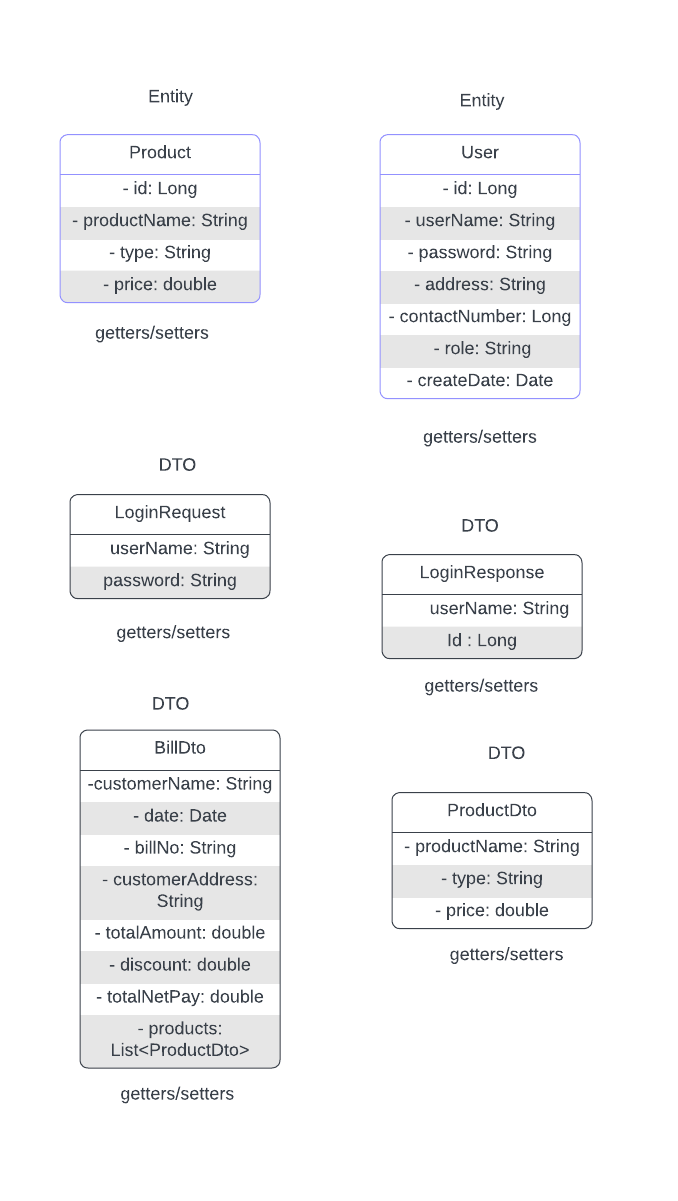 Entity
Product
- id: Long
- productName: String
- type: String
- price: double
getters/setters
Entity
User
- id: Long
- userName: String
- password: String
- address: String
- contactNumber: Long
- role: String
- createDate: Date
getters/setters
DTO
LoginRequest
userName: String
password: String
getters/setters
DTO
LoginResponse
userName: String
Id : Long
getters/setters
DTO
BillDto
-customerName: String
- date: Date
- billNo: String
- customerAddress:
String
- totalAmount: double
- discount: double
- totalNetPay: double
- products:
List<ProductDto>
getters/setters
DTO
ProductDto
- productName: String
- type: String
- price: double
getters/setters